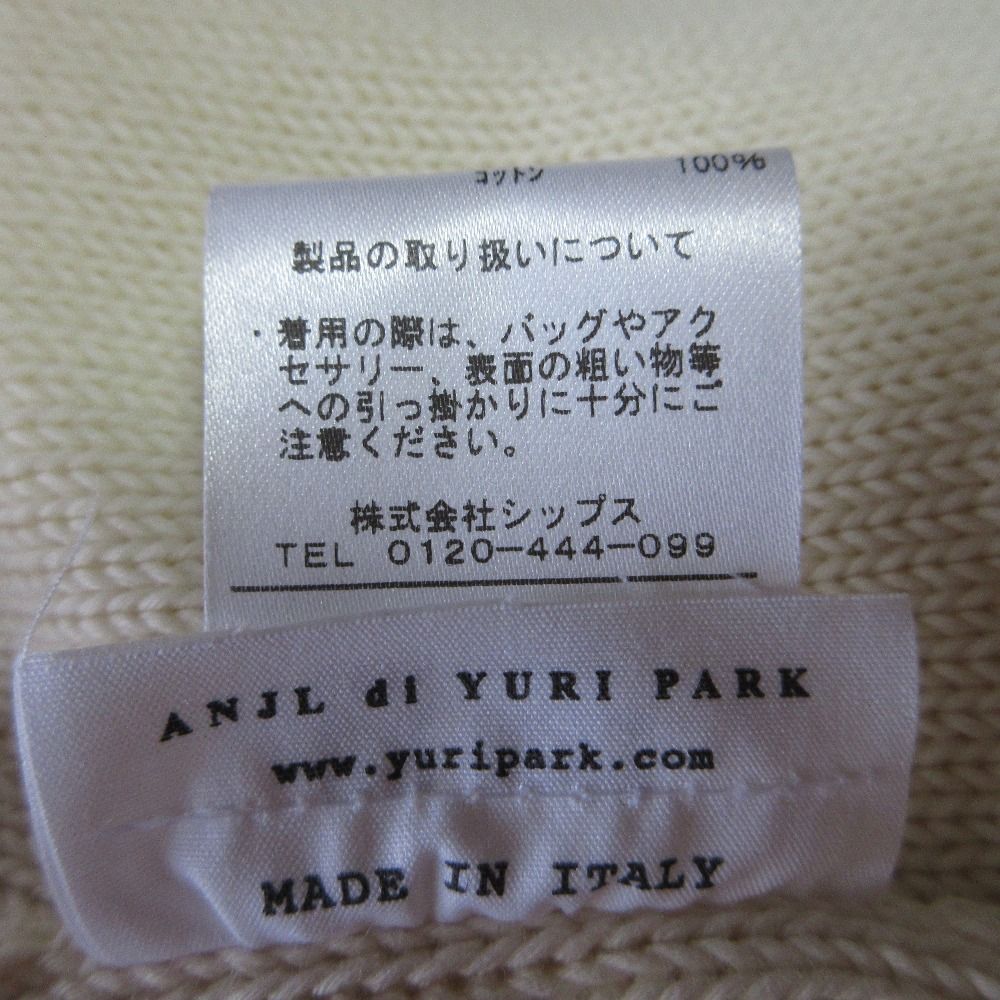 コットン 100%
製品の取り扱いについて
・着用の際は、バッグやアク
セサリー、表面の粗い物等
への引っ掛かりに十分にご
注意ください。
株式会社シップス
TEL 0120-444-099
ANJL di YURI PARK
www.yuripark.com
MADE IN ITALY